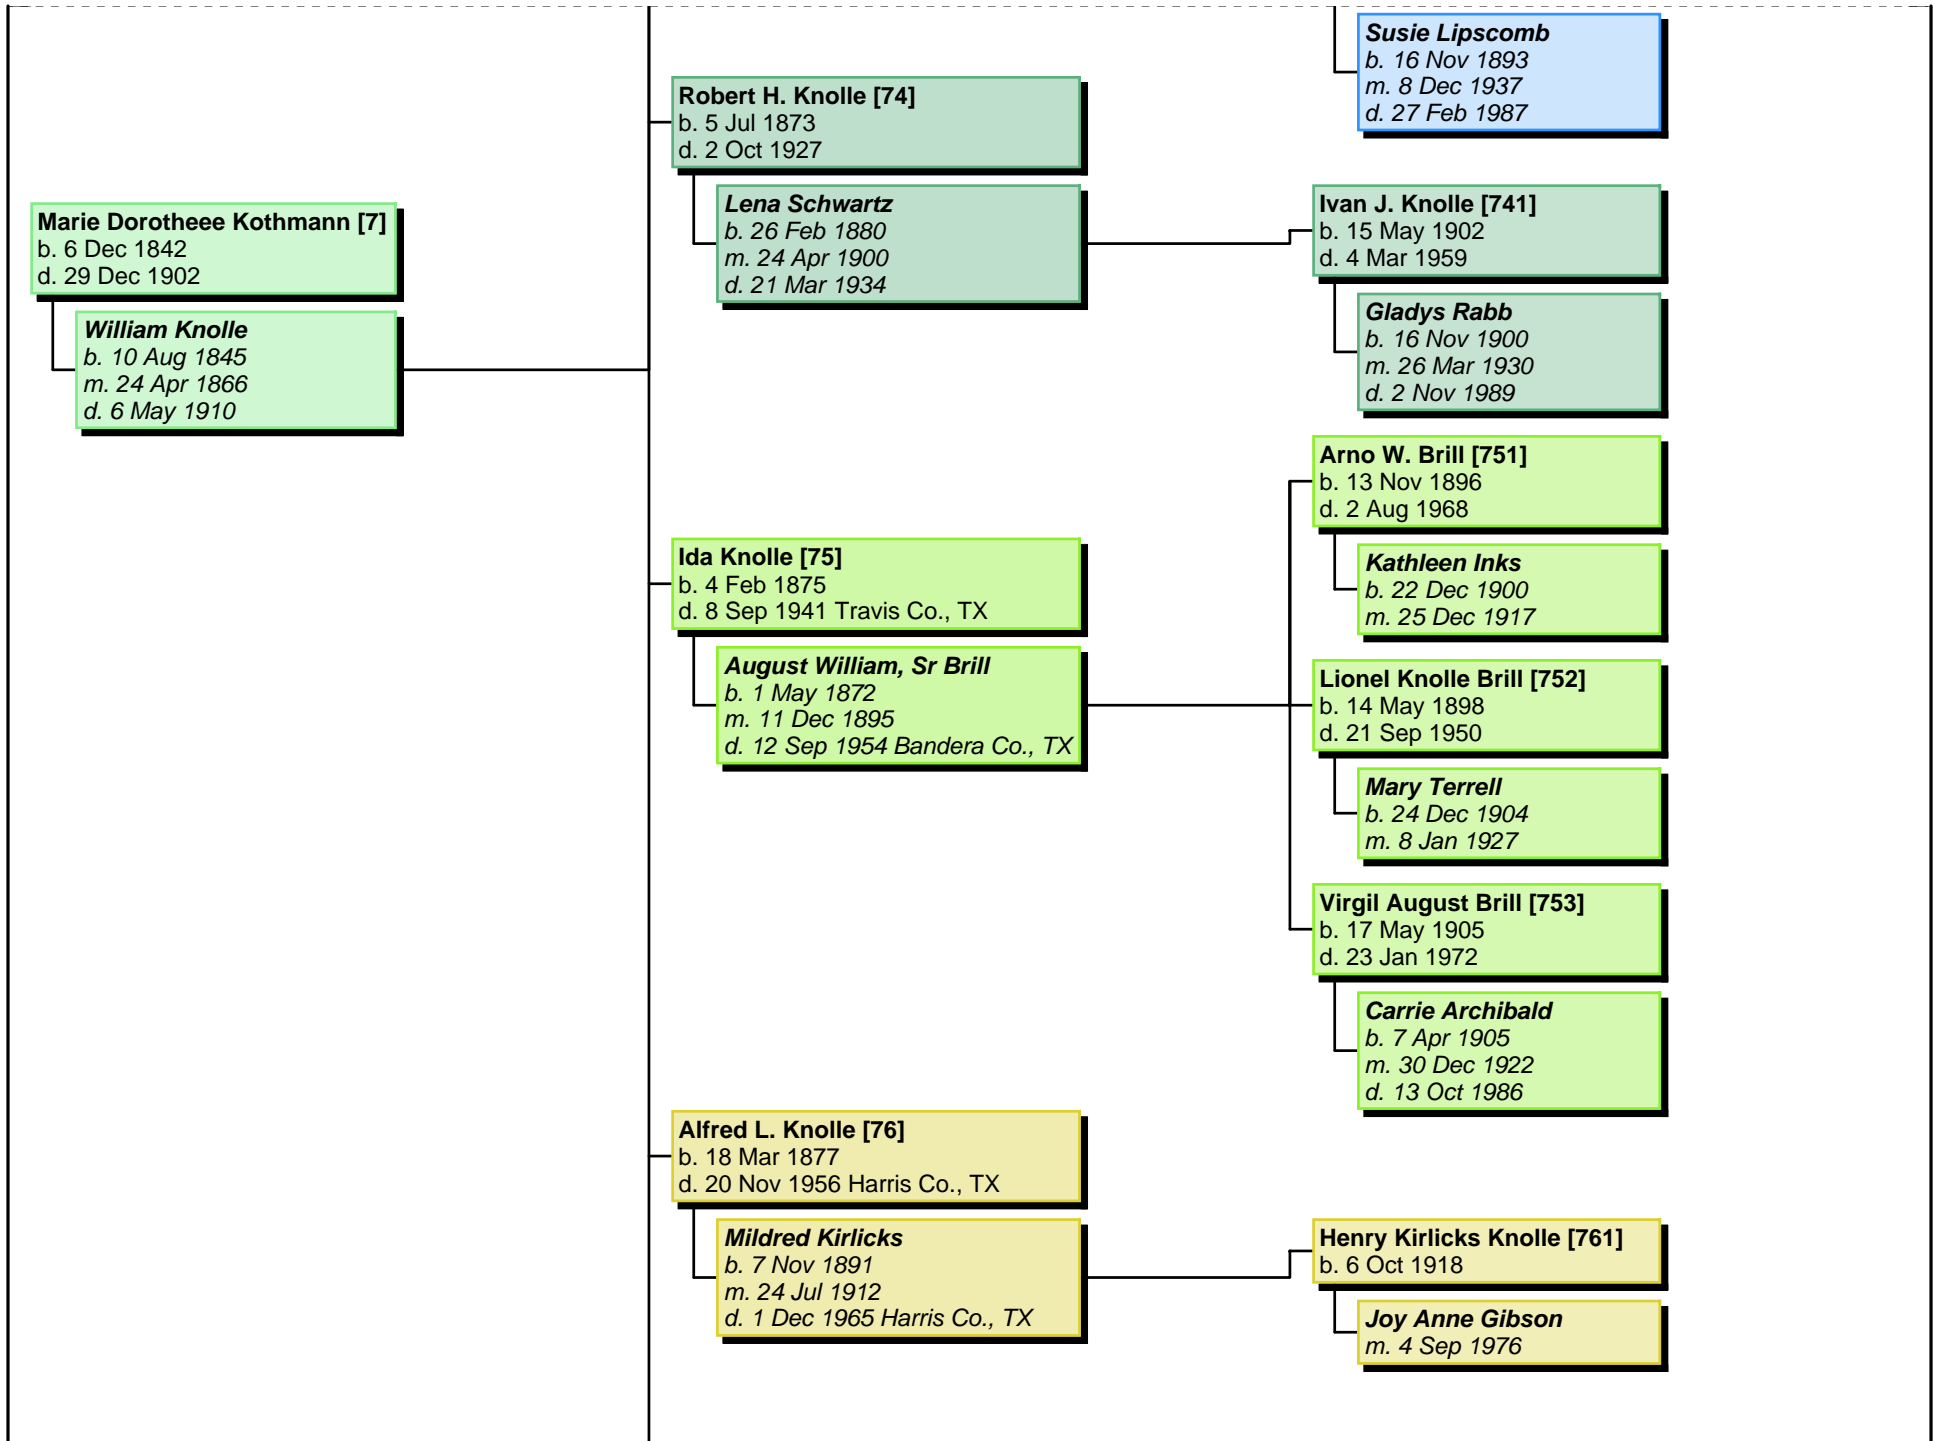 Susie Lipscomb
b. 16 Nov 1893
m. 8 Dec 1937
d. 27 Feb 1987
Robert H. Knolle [74]
b. 5 Jul 1873
d. 2 Oct 1927
Lena Schwartz
b. 26 Feb 1880
m. 24 Apr 1900
d. 21 Mar 1934
Ivan J. Knolle [741]
b. 15 May 1902
d. 4 Mar 1959
Gladys Rabb
b. 16 Nov 1900
m. 26 Mar 1930
d. 2 Nov 1989
Marie Dorotheee Kothmann [7]
b. 6 Dec 1842
d. 29 Dec 1902
William Knolle
b. 10 Aug 1845
m. 24 Apr 1866
d. 6 May 1910
Ida Knolle [75]
b. 4 Feb 1875
d. 8 Sep 1941 Travis Co., TX
August William, Sr Brill
b. 1 May 1872
m. 11 Dec 1895
d. 12 Sep 1954 Bandera Co., TX
Arno W. Brill [751]
b. 13 Nov 1896
d. 2 Aug 1968
Kathleen Inks
b. 22 Dec 1900
m. 25 Dec 1917
Lionel Knolle Brill [752]
b. 14 May 1898
d. 21 Sep 1950
Mary Terrell
b. 24 Dec 1904
m. 8 Jan 1927
Virgil August Brill [753]
b. 17 May 1905
d. 23 Jan 1972
Carrie Archibald
b. 7 Apr 1905
m. 30 Dec 1922
d. 13 Oct 1986
Alfred L. Knolle [76]
b. 18 Mar 1877
d. 20 Nov 1956 Harris Co., TX
Mildred Kirlicks
b. 7 Nov 1891
m. 24 Jul 1912
d. 1 Dec 1965 Harris Co., TX
Henry Kirlicks Knolle [761]
b. 6 Oct 1918
Joy Anne Gibson
m. 4 Sep 1976